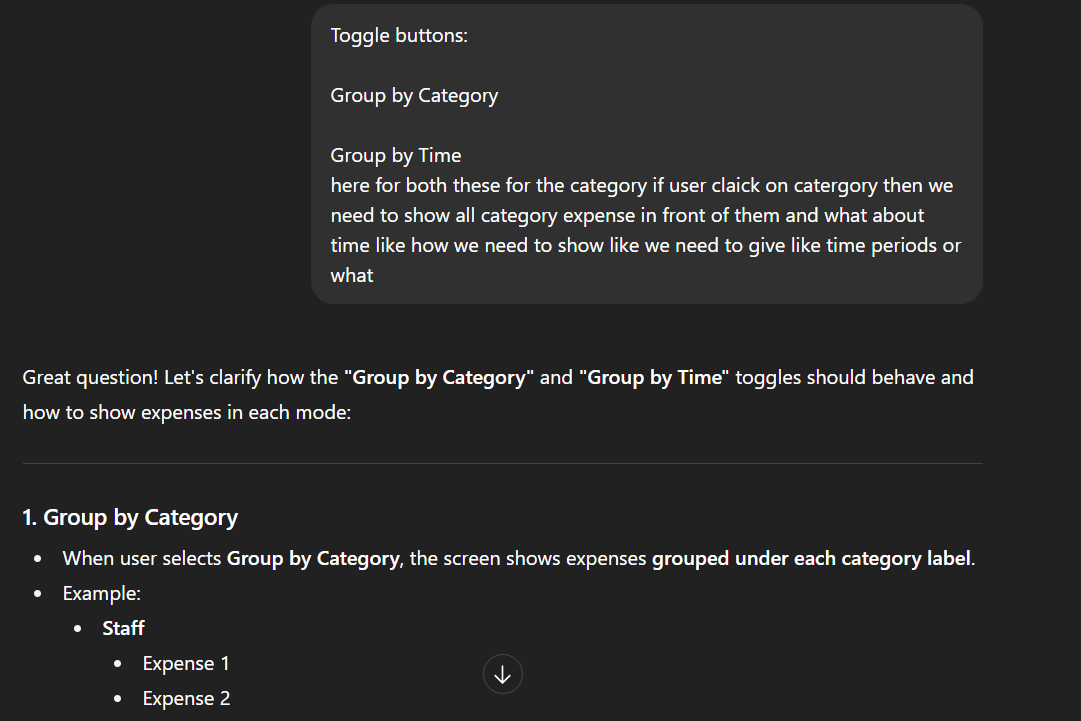 Toggle buttons:
Group by Category
Group by Time
here for both these for the category if user claick on catergory then we
need to show all category expense in front of them and what about
time like how we need to show like we need to give like time periods or
what
Great question! Let's clarify how the "Group by Category" and "Group by Time" toggles should behave and
how to show expenses in each mode:
1. Group by Category
When user selects Group by Category, the screen shows expenses grouped under each category label.
Example:
Staff
Expense 1
Expense 2